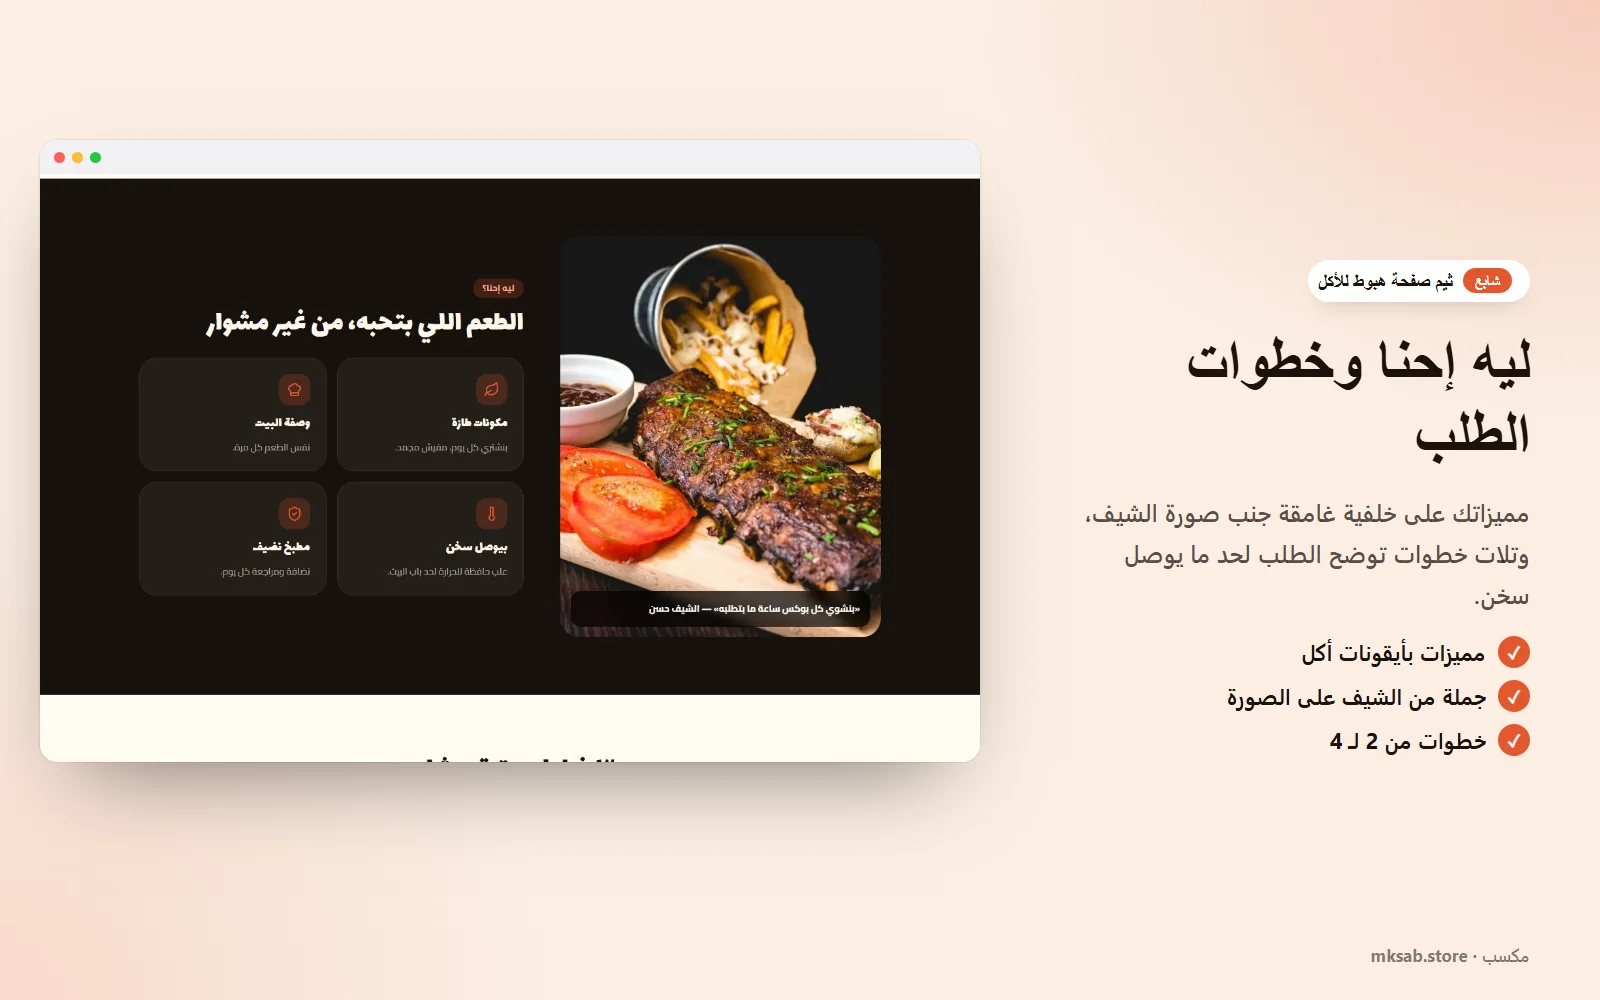 شايع ثيم صفحة هبوط للأكل
ليه إحنا وخطوات
الطلب
مميزاتك على خلفية غامقة جنب صورة الشيف،
وتلات خطوات توضح الطلب لحد ما يوصل
سخن.
مميزات بأيقونات أكل
جملة من الشيف على الصورة
خطوات من 2 لـ 4
مكسب · mksab.store
ليه إحنا؟
الطعم اللي بتحبه، من غير مشوار
مكونات طازة
بنشتري كل يوم، مفيش مجمد.
وصفة البيت
نفس الطعم كل مرة.
بيوصل سخن
علب حافظة للحرارة لحد باب البيت.
مطبخ نضيف
نضافة ومراجعة كل يوم.
«بنشوي كل بوكس ساعة ما بتطلبه» — الشيف حسن